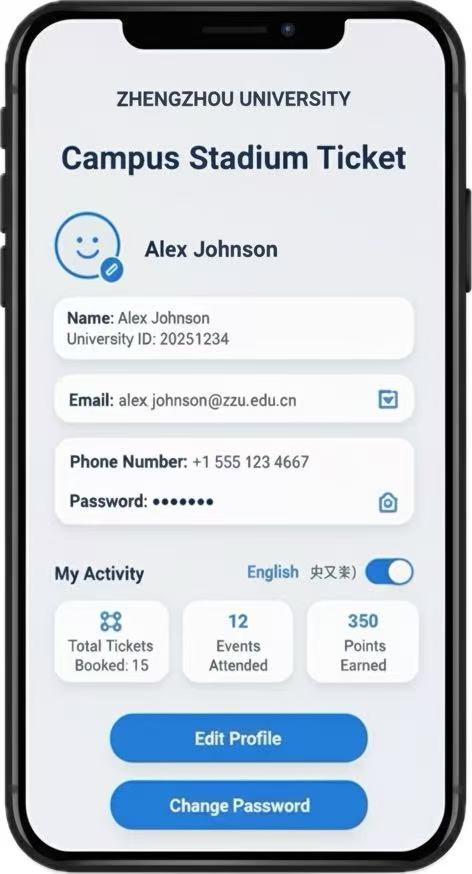 ZHENGZHOU UNIVERSITY
Campus Stadium Ticket
Alex Johnson
Name: Alex Johnson
University ID: 20251234
Email: alex.johnson@zzu.edu.cn
Phone Number: +1 555 123 4667
Password: •••••••
My Activity
English
Total Tickets
Booked: 15
12
Events
Attended
350
Points
Earned
Edit Profile
Change Password